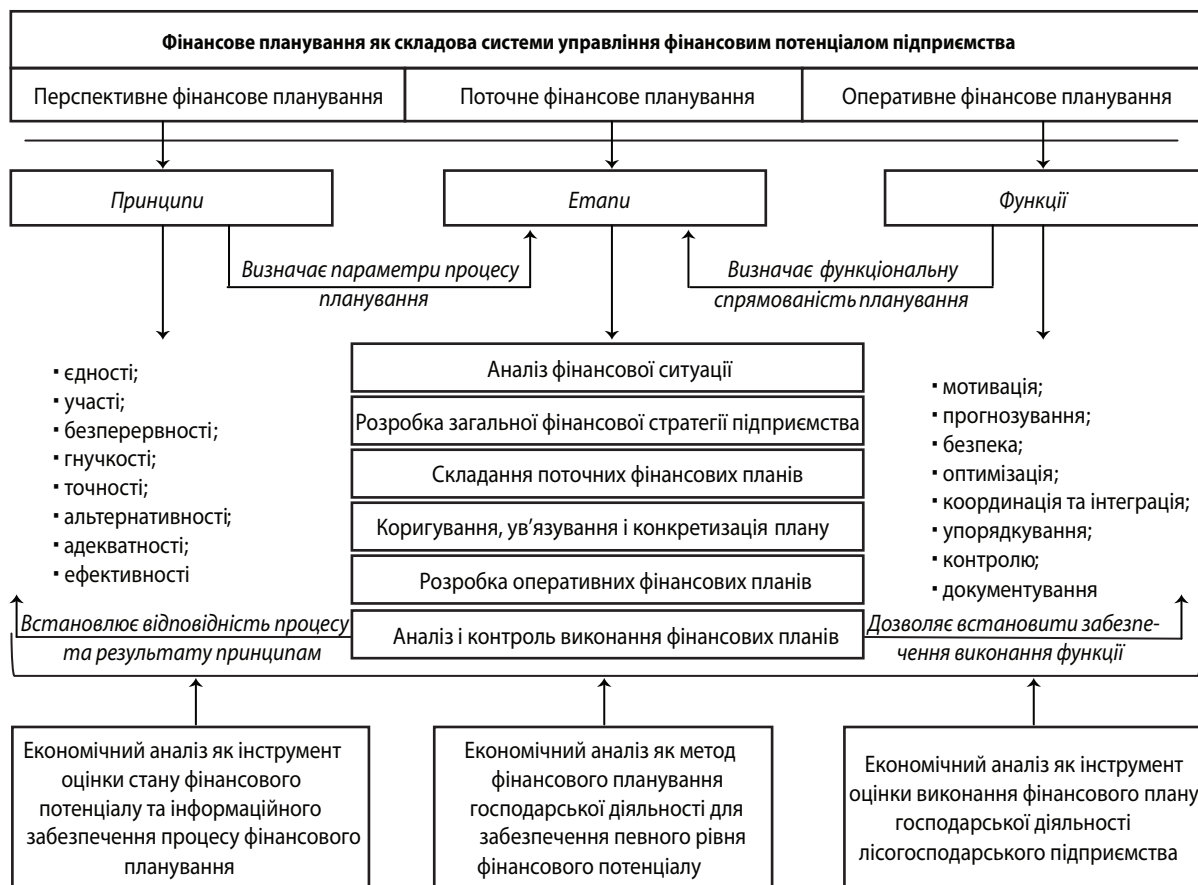 Фінансове планування як складова системи управління фінансовим потенціалом підприємства
Перспективне фінансове планування
Поточне фінансове планування
Оперативне фінансове планування
Принципи
Етапи
Функції
Визначає параметри процесу
планування
Визначає функціональну
спрямованість планування
▪ єдності;
▪ участі;
▪ безперервності;
▪ гнучкості;
▪ точності;
▪ альтернативності;
▪ адекватності;
▪ ефективності
Аналіз фінансової ситуації
Розробка загальної фінансової стратегії підприємства
Складання поточних фінансових планів
Коригування, ув’язування і конкретизація плану
Розробка оперативних фінансових планів
Аналіз і контроль виконання фінансових планів
▪ мотивація;
▪ прогнозування;
▪ безпека;
▪ оптимізація;
▪ координація та інтеграція;
▪ упорядкування;
▪ контролю;
▪ документування
Встановлює відповідність процесу
та результату принципам
Дозволяє встановити забезпе-
чення виконання функції
Економічний аналіз як інструмент
оцінки стану фінансового
потенціалу та інформаційного
забезпечення процесу фінансового
планування
Економічний аналіз як метод
фінансового планування
господарської діяльності для
забезпечення певного рівня
фінансового потенціалу
Економічний аналіз як інструмент
оцінки виконання фінансового плану
господарської діяльності
лісогосподарського підприємства